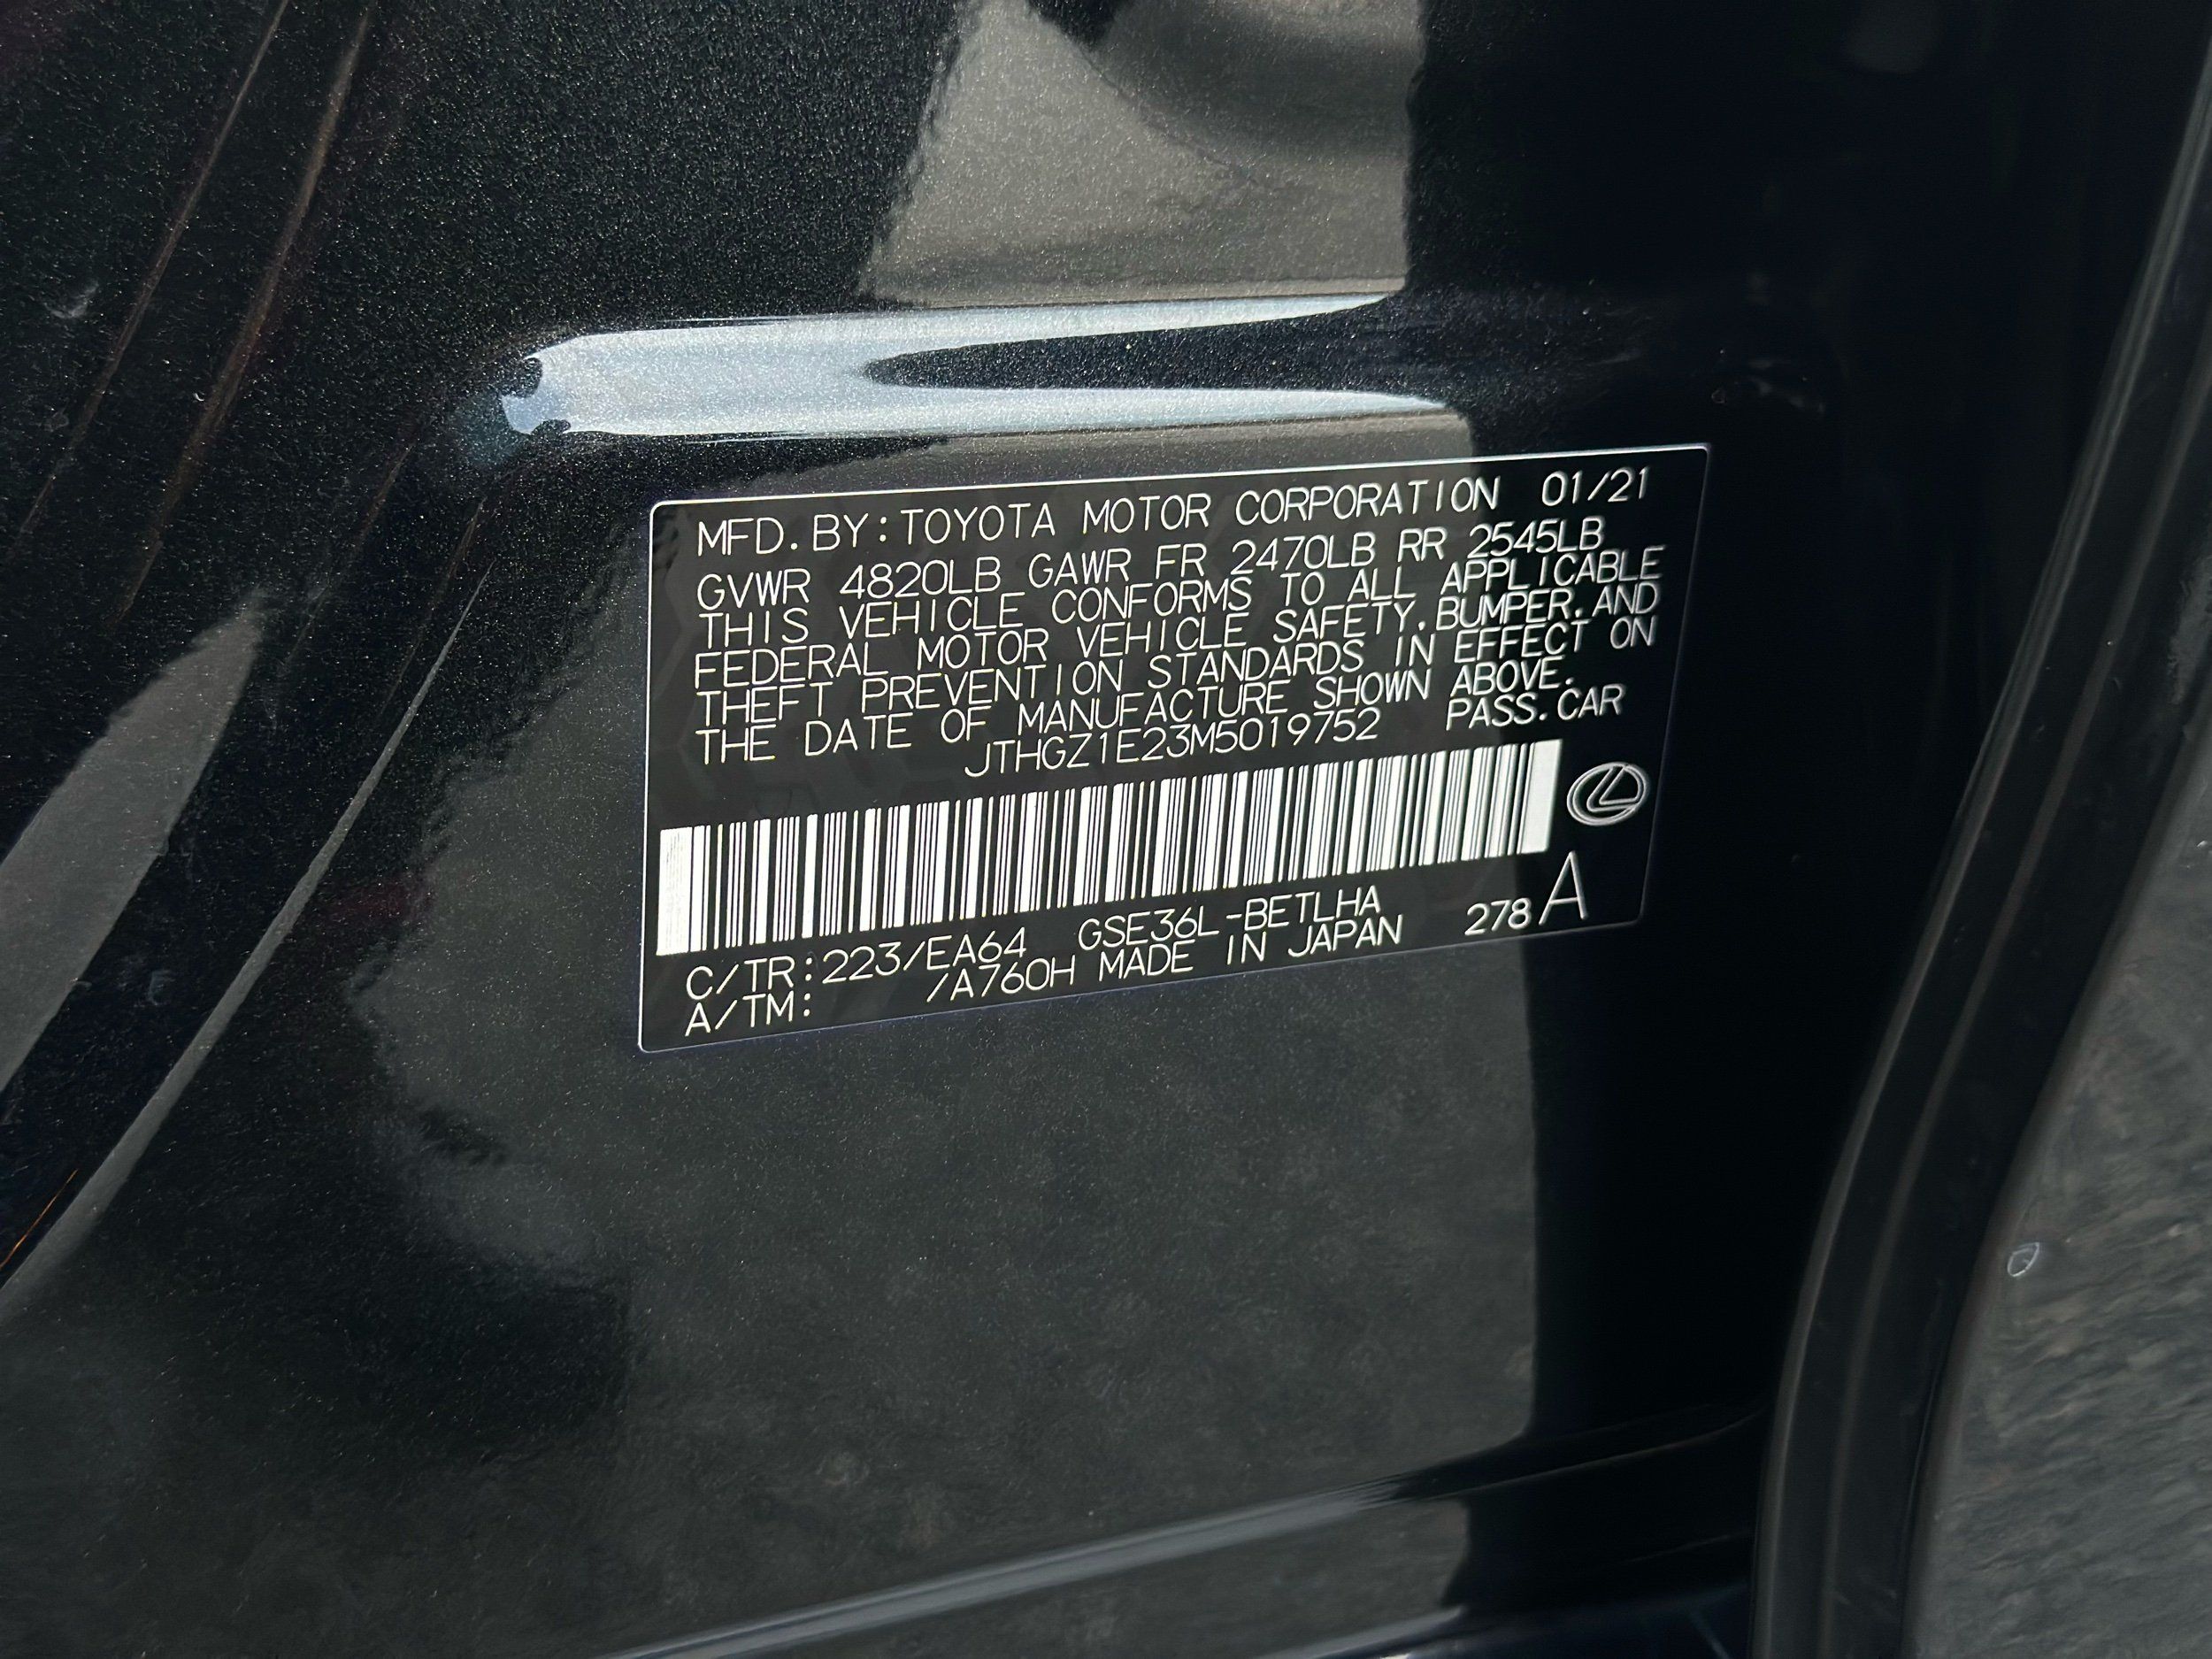 MFD.BY:TOYOTA MOTOR CORPORATION 01/21
GVWR 4820LB GAWR FR 2470LB RR 2545LB
THIS VEHICLE CONFORMS TO ALL APPLICABLE
FEDERAL MOTOR VEHICLE SAFETY,BUMPER,AND
THEFT PREVENTION STANDARDS IN EFFECT ON
THE DATE OF MANUFACTURE SHOWN ABOVE.
JTHGZ1E23M5019752 PASS.CAR
C/TR:223/EA64 GSE36L-BETLHA 278 A
A/TM: /A760H MADE IN JAPAN